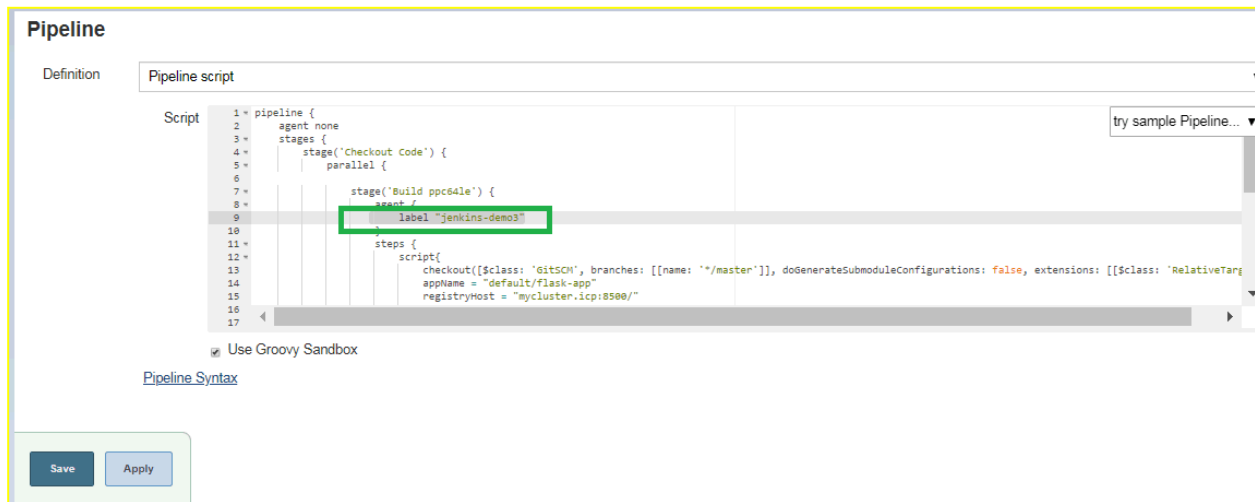 Pipeline
Definition
Pipeline script
Script
try sample Pipeline...
1 pipeline {
2 agent none
3 stages {
4 stage('Checkout Code') {
5 parallel {
6
7 stage('Build ppc64le') {
8 agent {
9 label "jenkins-demo3"
10 }
11 steps {
12 script{
13 checkout([$class: 'GitSCM', branches: [[name: '*/master']], doGenerateSubmoduleConfigurations: false, extensions: [[$class: 'RelativeTarg
14 appName = "default/flask-app"
15 registryHost = "mycluster.icp:8500/"
16
17
Use Groovy Sandbox
Pipeline Syntax
Save
Apply